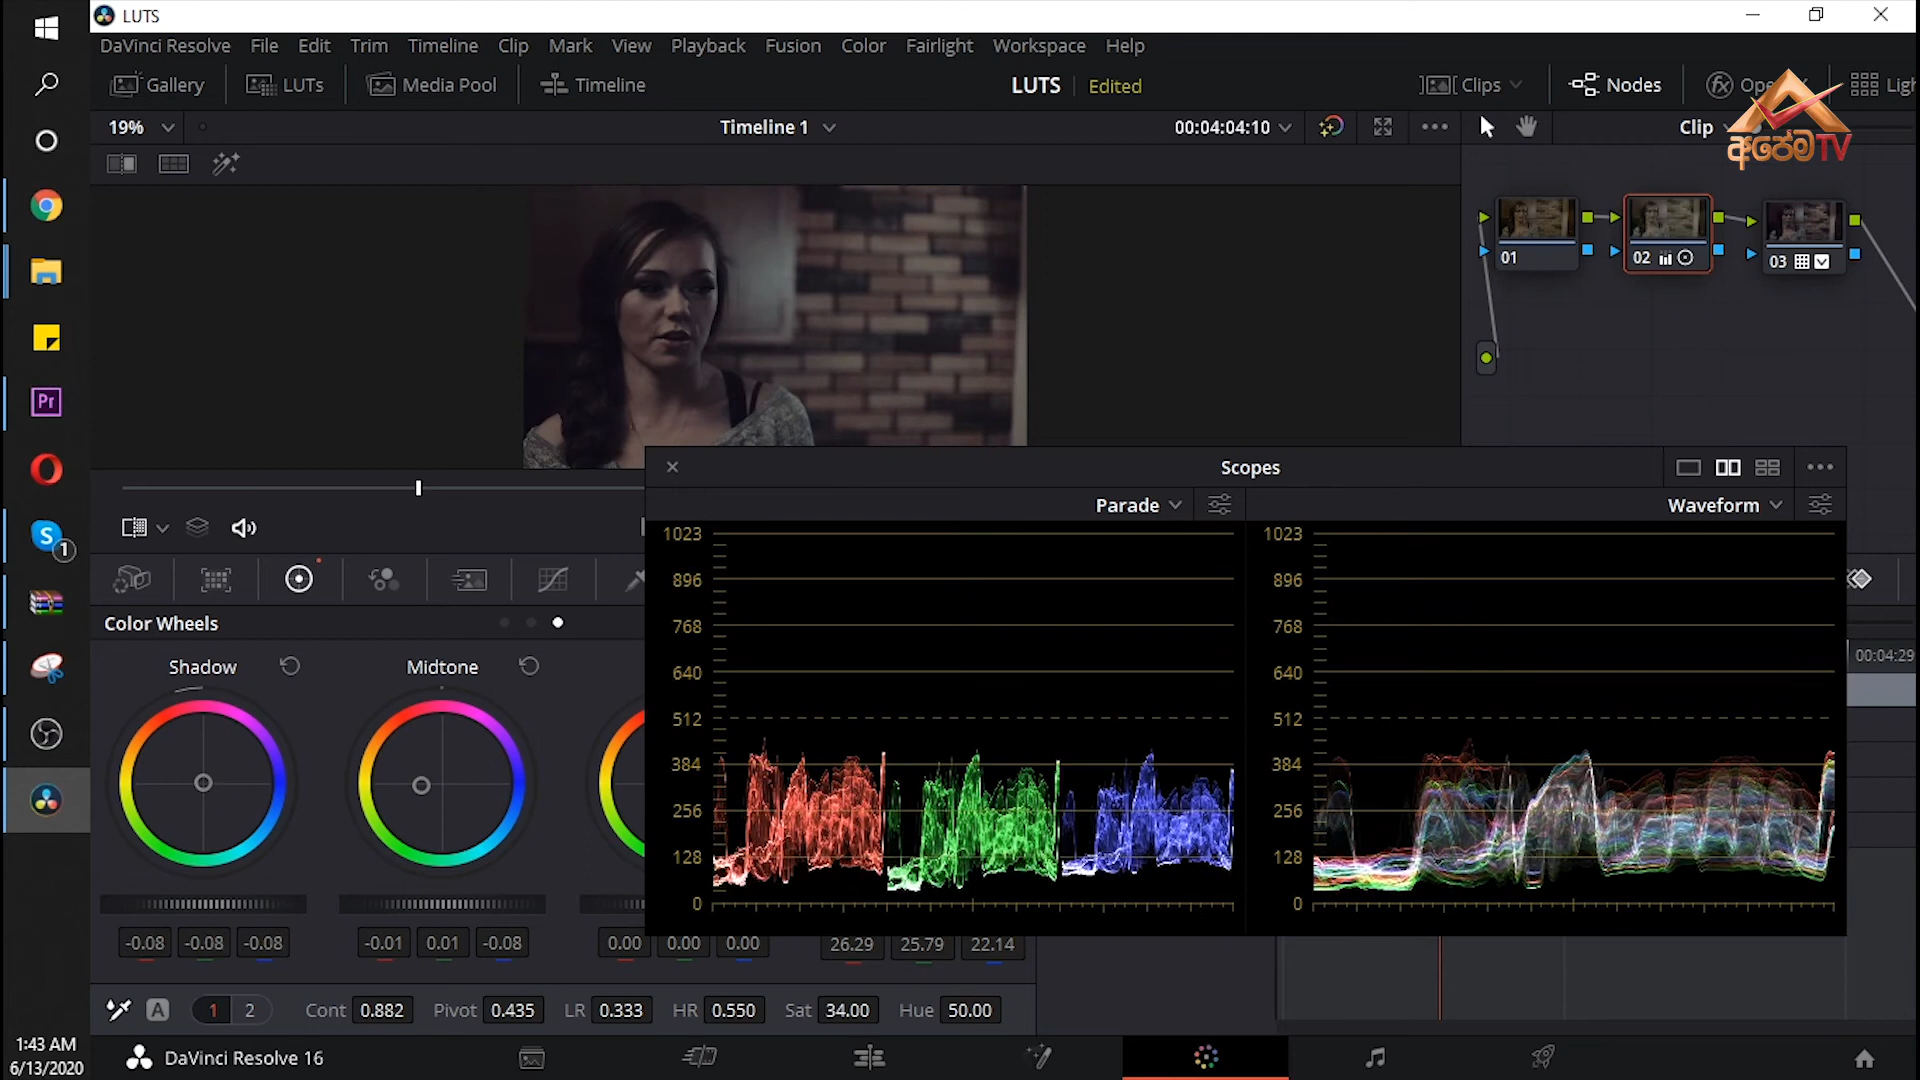 LUTS
DaVinci Resolve File Edit Trim Timeline Clip Mark View Playback Fusion Color Fairlight Workspace Help
Gallery LUTs Media Pool Timeline LUTS Edited Clips Nodes
අපේම TV
19% Timeline 1 00:04:04:10 Clip
01 02 03
Scopes
Parade Waveform
1023 1023
896 896
768 768
640 640
512 512
384 384
256 256
128 128
0 0
00:04:29
Pr
S 1
Color Wheels
Shadow Midtone
-0.08 -0.08 -0.08 -0.01 0.01 -0.08 0.00 0.00 0.00 26.29 25.79 22.14
A 1 2 Cont 0.882 Pivot 0.435 LR 0.333 HR 0.550 Sat 34.00 Hue 50.00
1:43 AM
6/13/2020
DaVinci Resolve 16